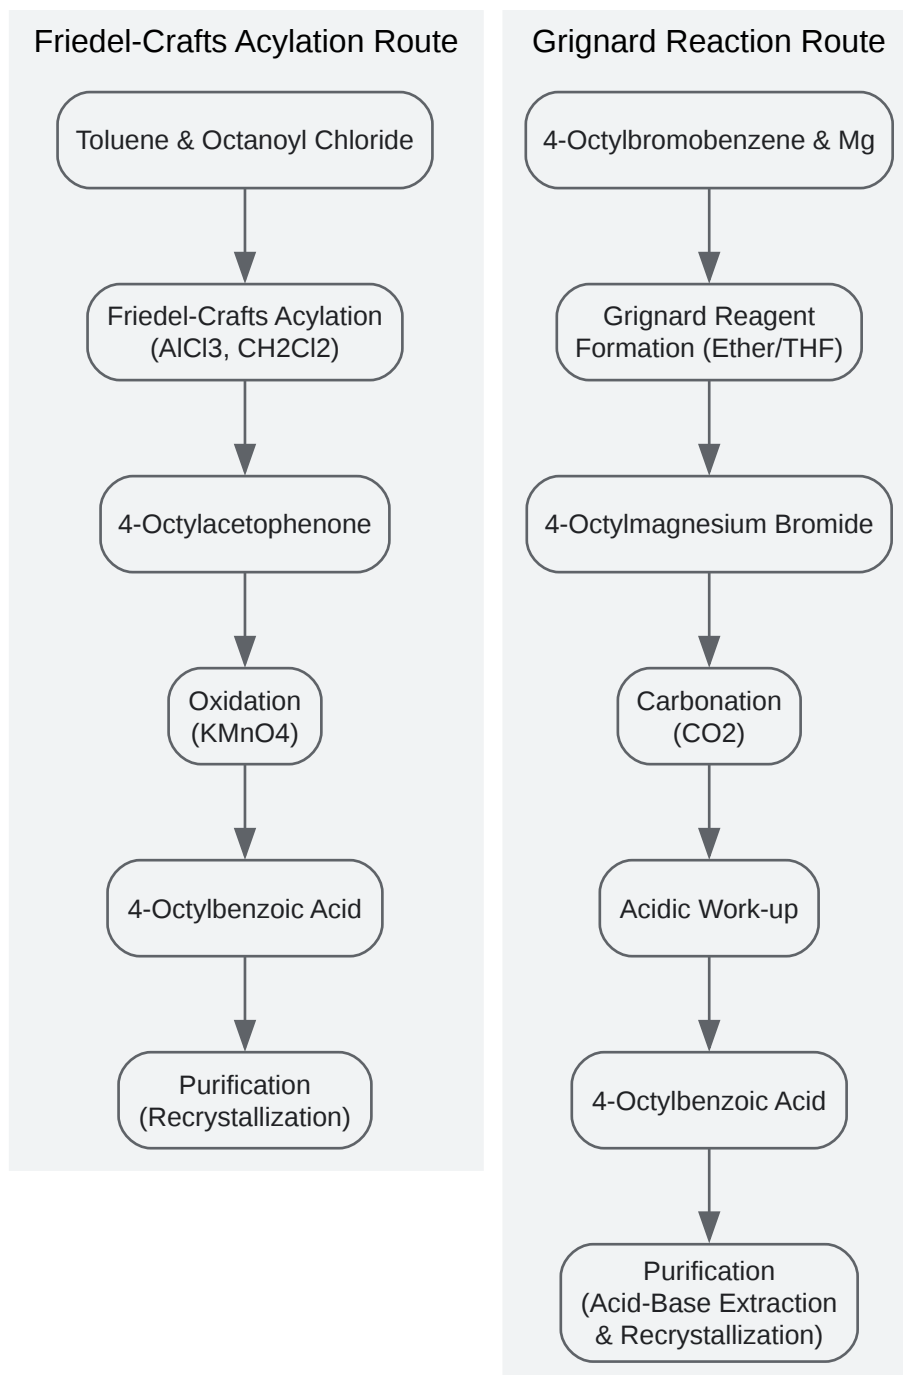 Friedel-Crafts Acylation Route
Toluene & Octanoyl Chloride
Friedel-Crafts Acylation
(AlCl3, CH2Cl2)
4-Octylacetophenone
Oxidation
(KMnO4)
4-Octylbenzoic Acid
Purification
(Recrystallization)
Grignard Reaction Route
4-Octylbromobenzene & Mg
Grignard Reagent
Formation (Ether/THF)
4-Octylmagnesium Bromide
Carbonation
(CO2)
Acidic Work-up
4-Octylbenzoic Acid
Purification
(Acid-Base Extraction
& Recrystallization)